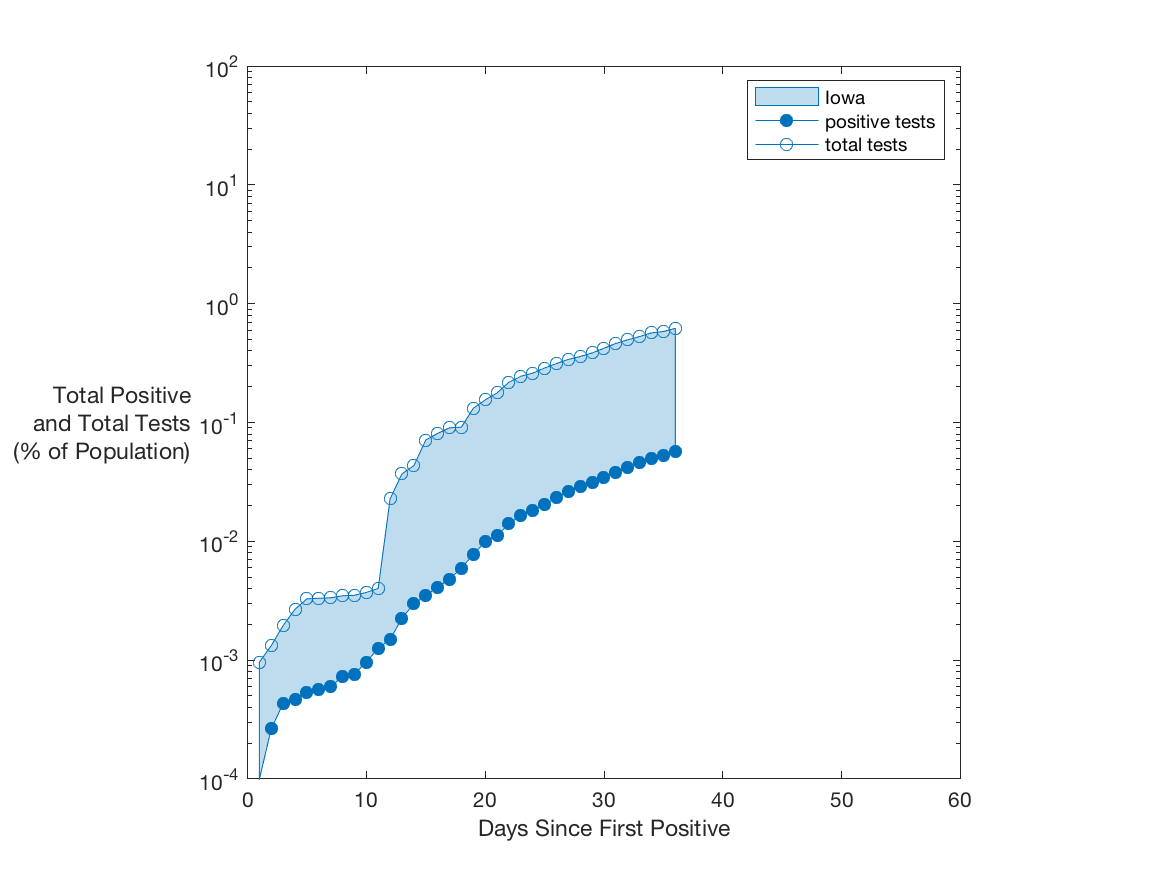 10^2
10^1
10^0
10^-1
10^-2
10^-3
10^-4
Total Positive
and Total Tests
(% of Population)
Iowa
positive tests
total tests
0 10 20 30 40 50 60
Days Since First Positive